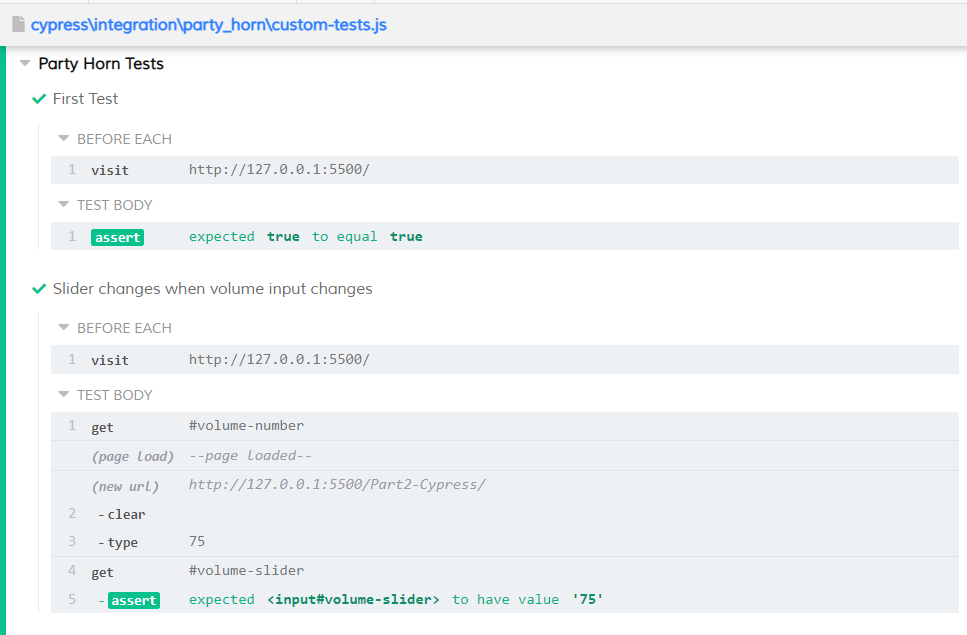 cypress\integration\party_horn\custom-tests.js
Party Horn Tests
First Test
BEFORE EACH
1 visit http://127.0.0.1:5500/
TEST BODY
1 assert expected true to equal true
Slider changes when volume input changes
BEFORE EACH
1 visit http://127.0.0.1:5500/
TEST BODY
1 get #volume-number
(page load) --page loaded--
(new url) http://127.0.0.1:5500/Part2-Cypress/
2 -clear
3 -type 75
4 get #volume-slider
5 -assert expected <input#volume-slider> to have value '75'